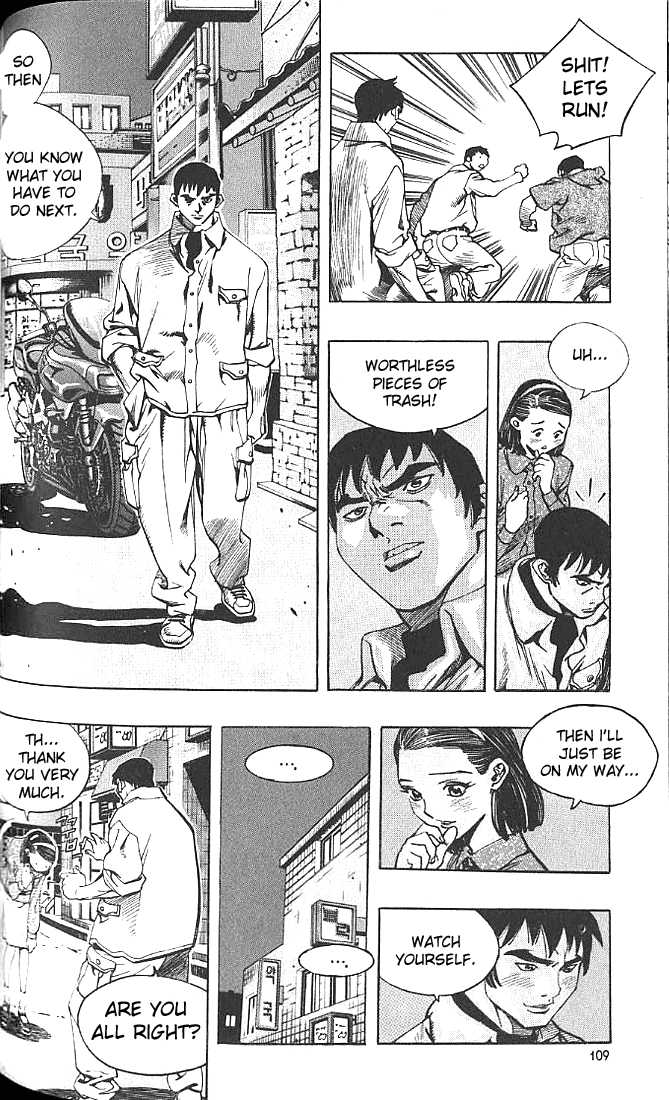 SO
THEN
YOU KNOW
WHAT YOU
HAVE TO
DO NEXT.
SHIT!
LETS
RUN!
WORTHLESS
PIECES OF
TRASH!
UH...
TH...
THANK
YOU VERY
MUCH.
ARE YOU
ALL RIGHT?
...
...
THEN I'LL
JUST BE
ON MY WAY...
WATCH
YOURSELF.
109